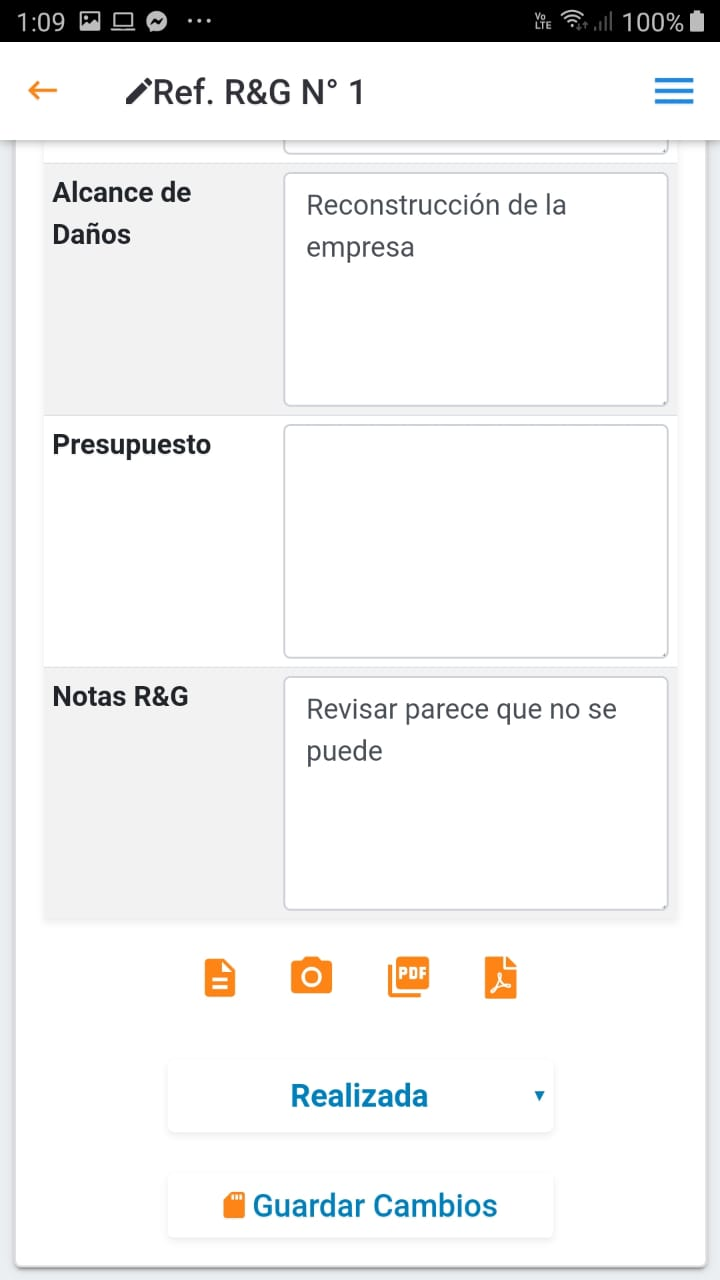 1:09 VoLTE 100%
Ref. R&G N° 1
Alcance de
Daños
Reconstrucción de la
empresa
Presupuesto
Notas R&G
Revisar parece que no se
puede
PDF
Realizada
Guardar Cambios